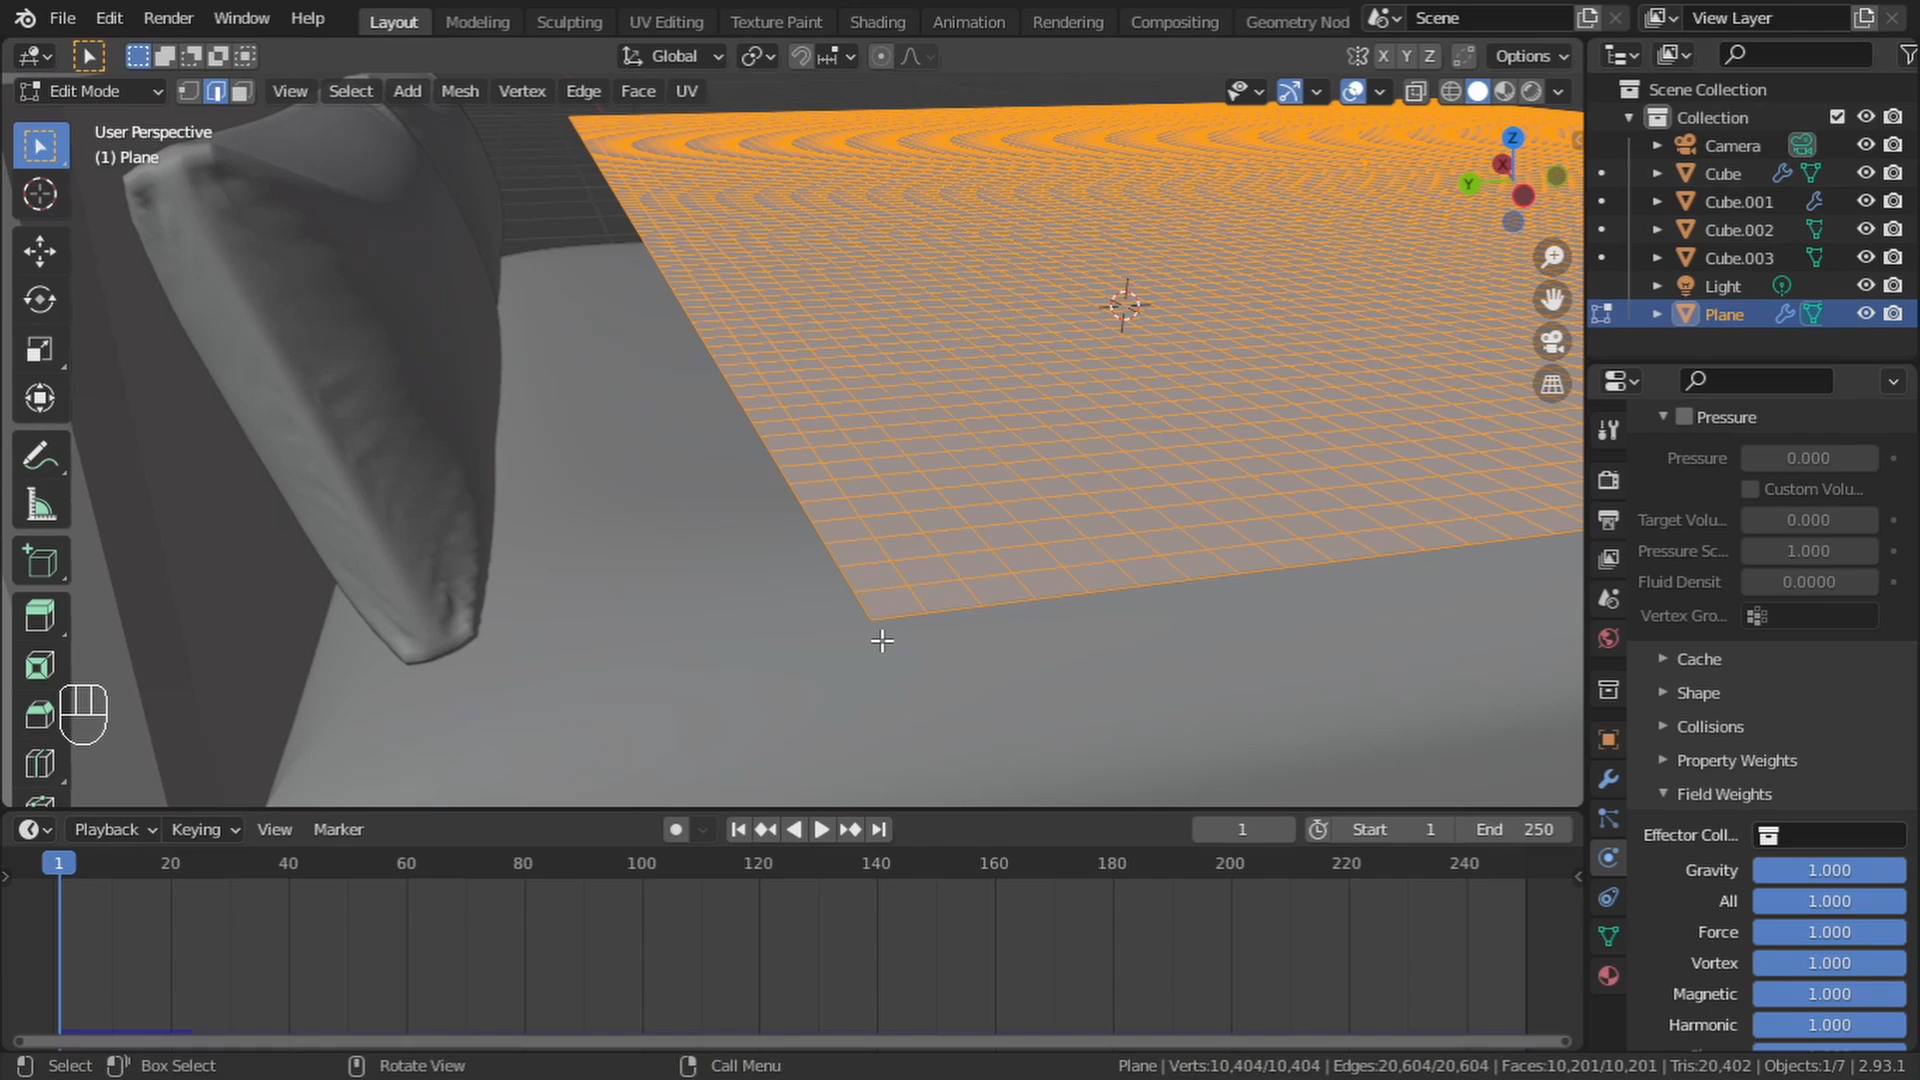 File Edit Render Window Help Layout Modeling Sculpting UV Editing Texture Paint Shading Animation Rendering Compositing Geometry Nod Scene View Layer
Global X Y Z Options
Edit Mode View Select Add Mesh Vertex Edge Face UV
User Perspective
(1) Plane
Z
X
Y
Scene Collection
Collection
Camera
Cube
Cube.001
Cube.002
Cube.003
Light
Plane
Pressure
Pressure 0.000
Custom Volu...
Target Volu... 0.000
Pressure Sc... 1.000
Fluid Densit 0.0000
Vertex Gro...
Cache
Shape
Collisions
Property Weights
Field Weights
Effector Coll...
Gravity 1.000
All 1.000
Force 1.000
Vortex 1.000
Magnetic 1.000
Harmonic 1.000
Playback Keying View Marker 1 Start 1 End 250
1 20 40 60 80 100 120 140 160 180 200 220 240
Select Box Select Rotate View Call Menu Plane | Verts:10,404/10,404 | Edges:20,604/20,604 | Faces:10,201/10,201 | Tris:20,402 | Objects:1/7 | 2.93.1